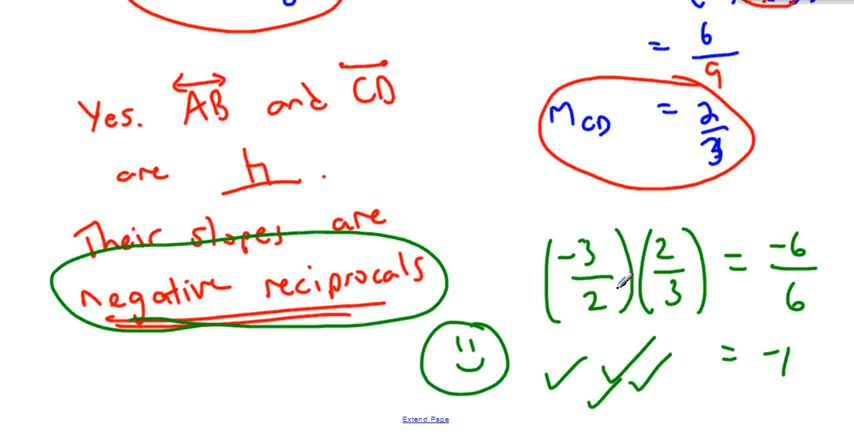 Yes. AB and CD
are ⊥.
Their slopes are
negative reciprocals
= 6/9
M_CD = 2/3
(-3/2)(2/3) = -6/6
= -1
Extend Page